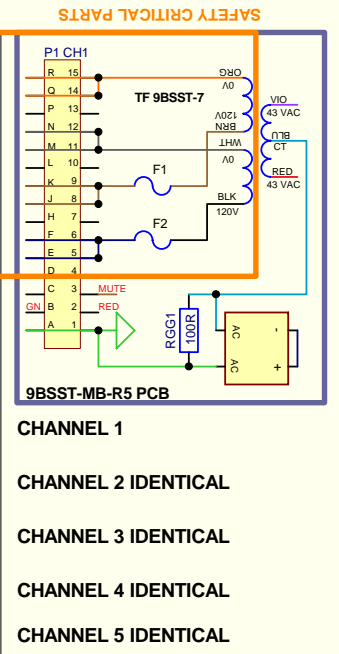 SAFETY CRITICAL PARTS
P1 CH1
R 15
Q 14
P 13
N 12
M 11
L 10
K 9
J 8
H 7
F 6
E 5
D 4
C 3 MUTE
GN B 2 RED
A 1
TF 9BSST-7
ORG
0V
120V
BRN
WHT
0V
BLK
120V
F1
F2
VIO
43 VAC
BLU
CT
RED
43 VAC
RGG1
100R
AC
AC
-
+
9BSST-MB-R5 PCB
CHANNEL 1
CHANNEL 2 IDENTICAL
CHANNEL 3 IDENTICAL
CHANNEL 4 IDENTICAL
CHANNEL 5 IDENTICAL